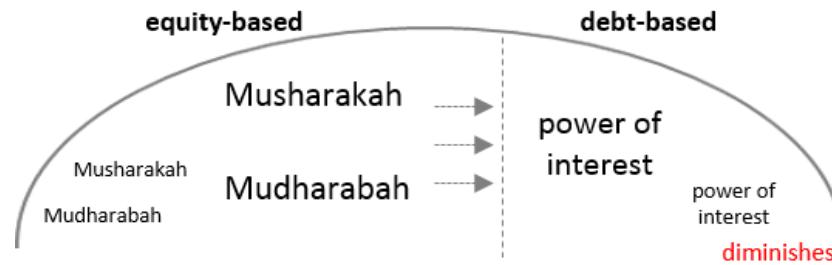 equity-based
debt-based
Musharakah
Musharakah
Mudharabah
Mudharabah
power of
interest
power of
interest
diminishes